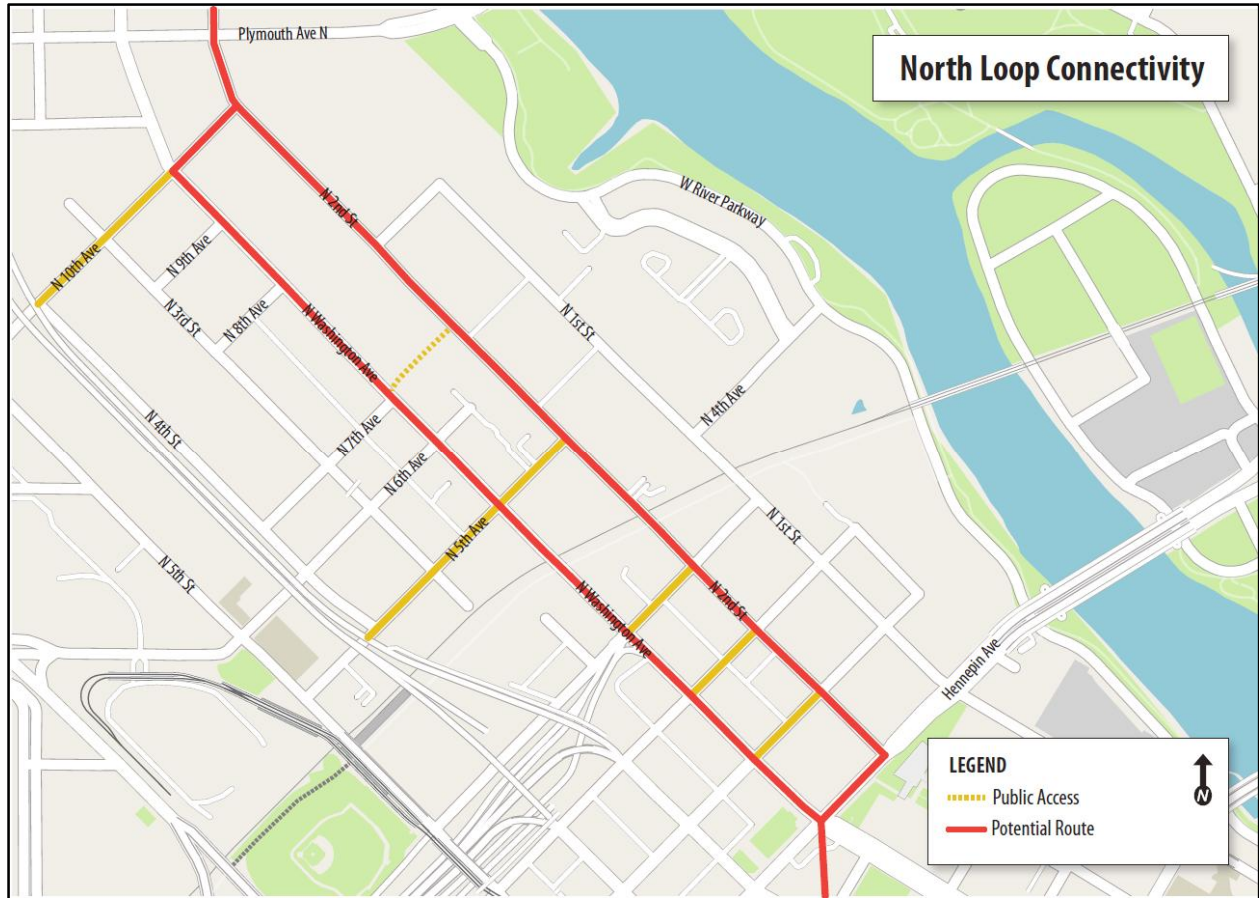 Plymouth Ave N
North Loop Connectivity
N 2nd St
W River Parkway
N 10th Ave
N 9th Ave
N 3rd St
N 8th Ave
N Washington Ave
N 1st St
N 4th Ave
N 4th St
N 7th Ave
N 6th Ave
N 5th Ave
N 1st St
N 5th St
N Washington Ave
N 2nd St
Hennepin Ave
LEGEND
Public Access
Potential Route
N